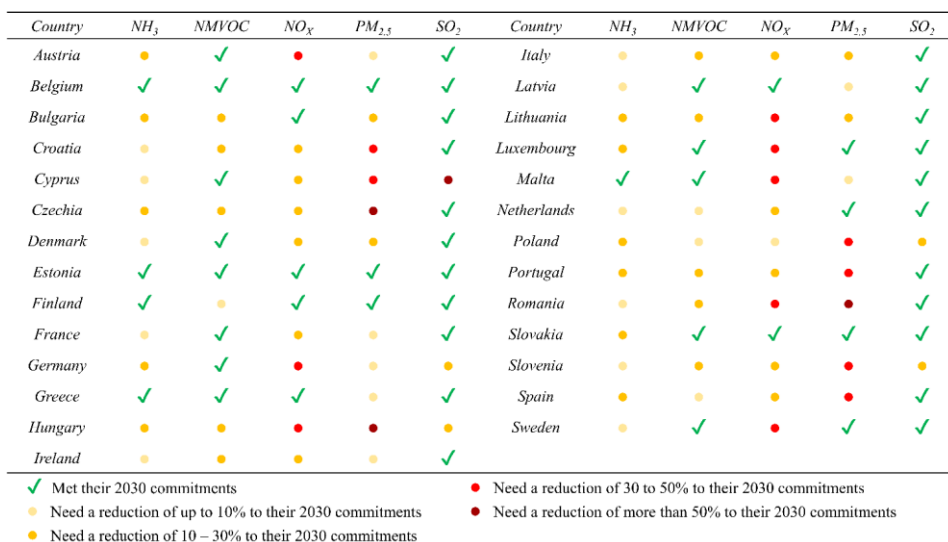 Country NH3 NMVOC NOX PM2.5 SO2 Country NH3 NMVOC NOX PM2.5 SO2
Austria Italy
Belgium Latvia
Bulgaria Lithuania
Croatia Luxembourg
Cyprus Malta
Czechia Netherlands
Denmark Poland
Estonia Portugal
Finland Romania
France Slovakia
Germany Slovenia
Greece Spain
Hungary Sweden
Ireland
Met their 2030 commitments
Need a reduction of up to 10% to their 2030 commitments
Need a reduction of 10 – 30% to their 2030 commitments
Need a reduction of 30 to 50% to their 2030 commitments
Need a reduction of more than 50% to their 2030 commitments